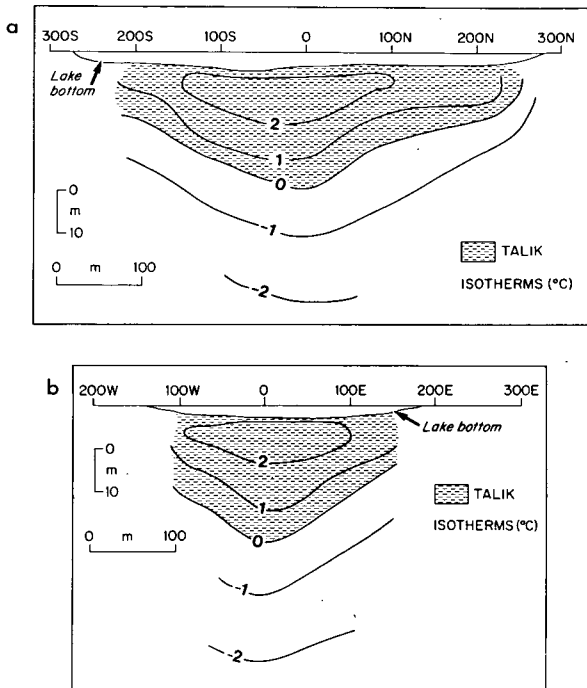 a
300S 200S 100S 0 100N 200N 300N
Lake
bottom
2
1
0
-1
-2
0
m
10
0 m 100
TALIK
ISOTHERMS (°C)
b
200W 100W 0 100E 200E 300E
Lake bottom
2
1
0
-1
-2
0
m
10
0 m 100
TALIK
ISOTHERMS (°C)